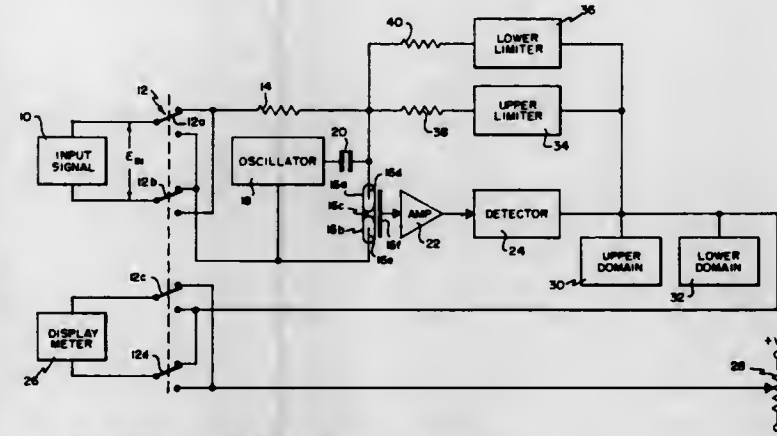 36
40
LOWER
LIMITER
12
14
10
12a
38
UPPER
LIMITER
34
20
INPUT
SIGNAL
E IN
OSCILLATOR
18
16d
16a
12b
16c
AMP
DETECTOR
16b
16f
22
24
16e
UPPER
DOMAIN
LOWER
DOMAIN
12c
30
32
DISPLAY
METER
12d
+V
28
26